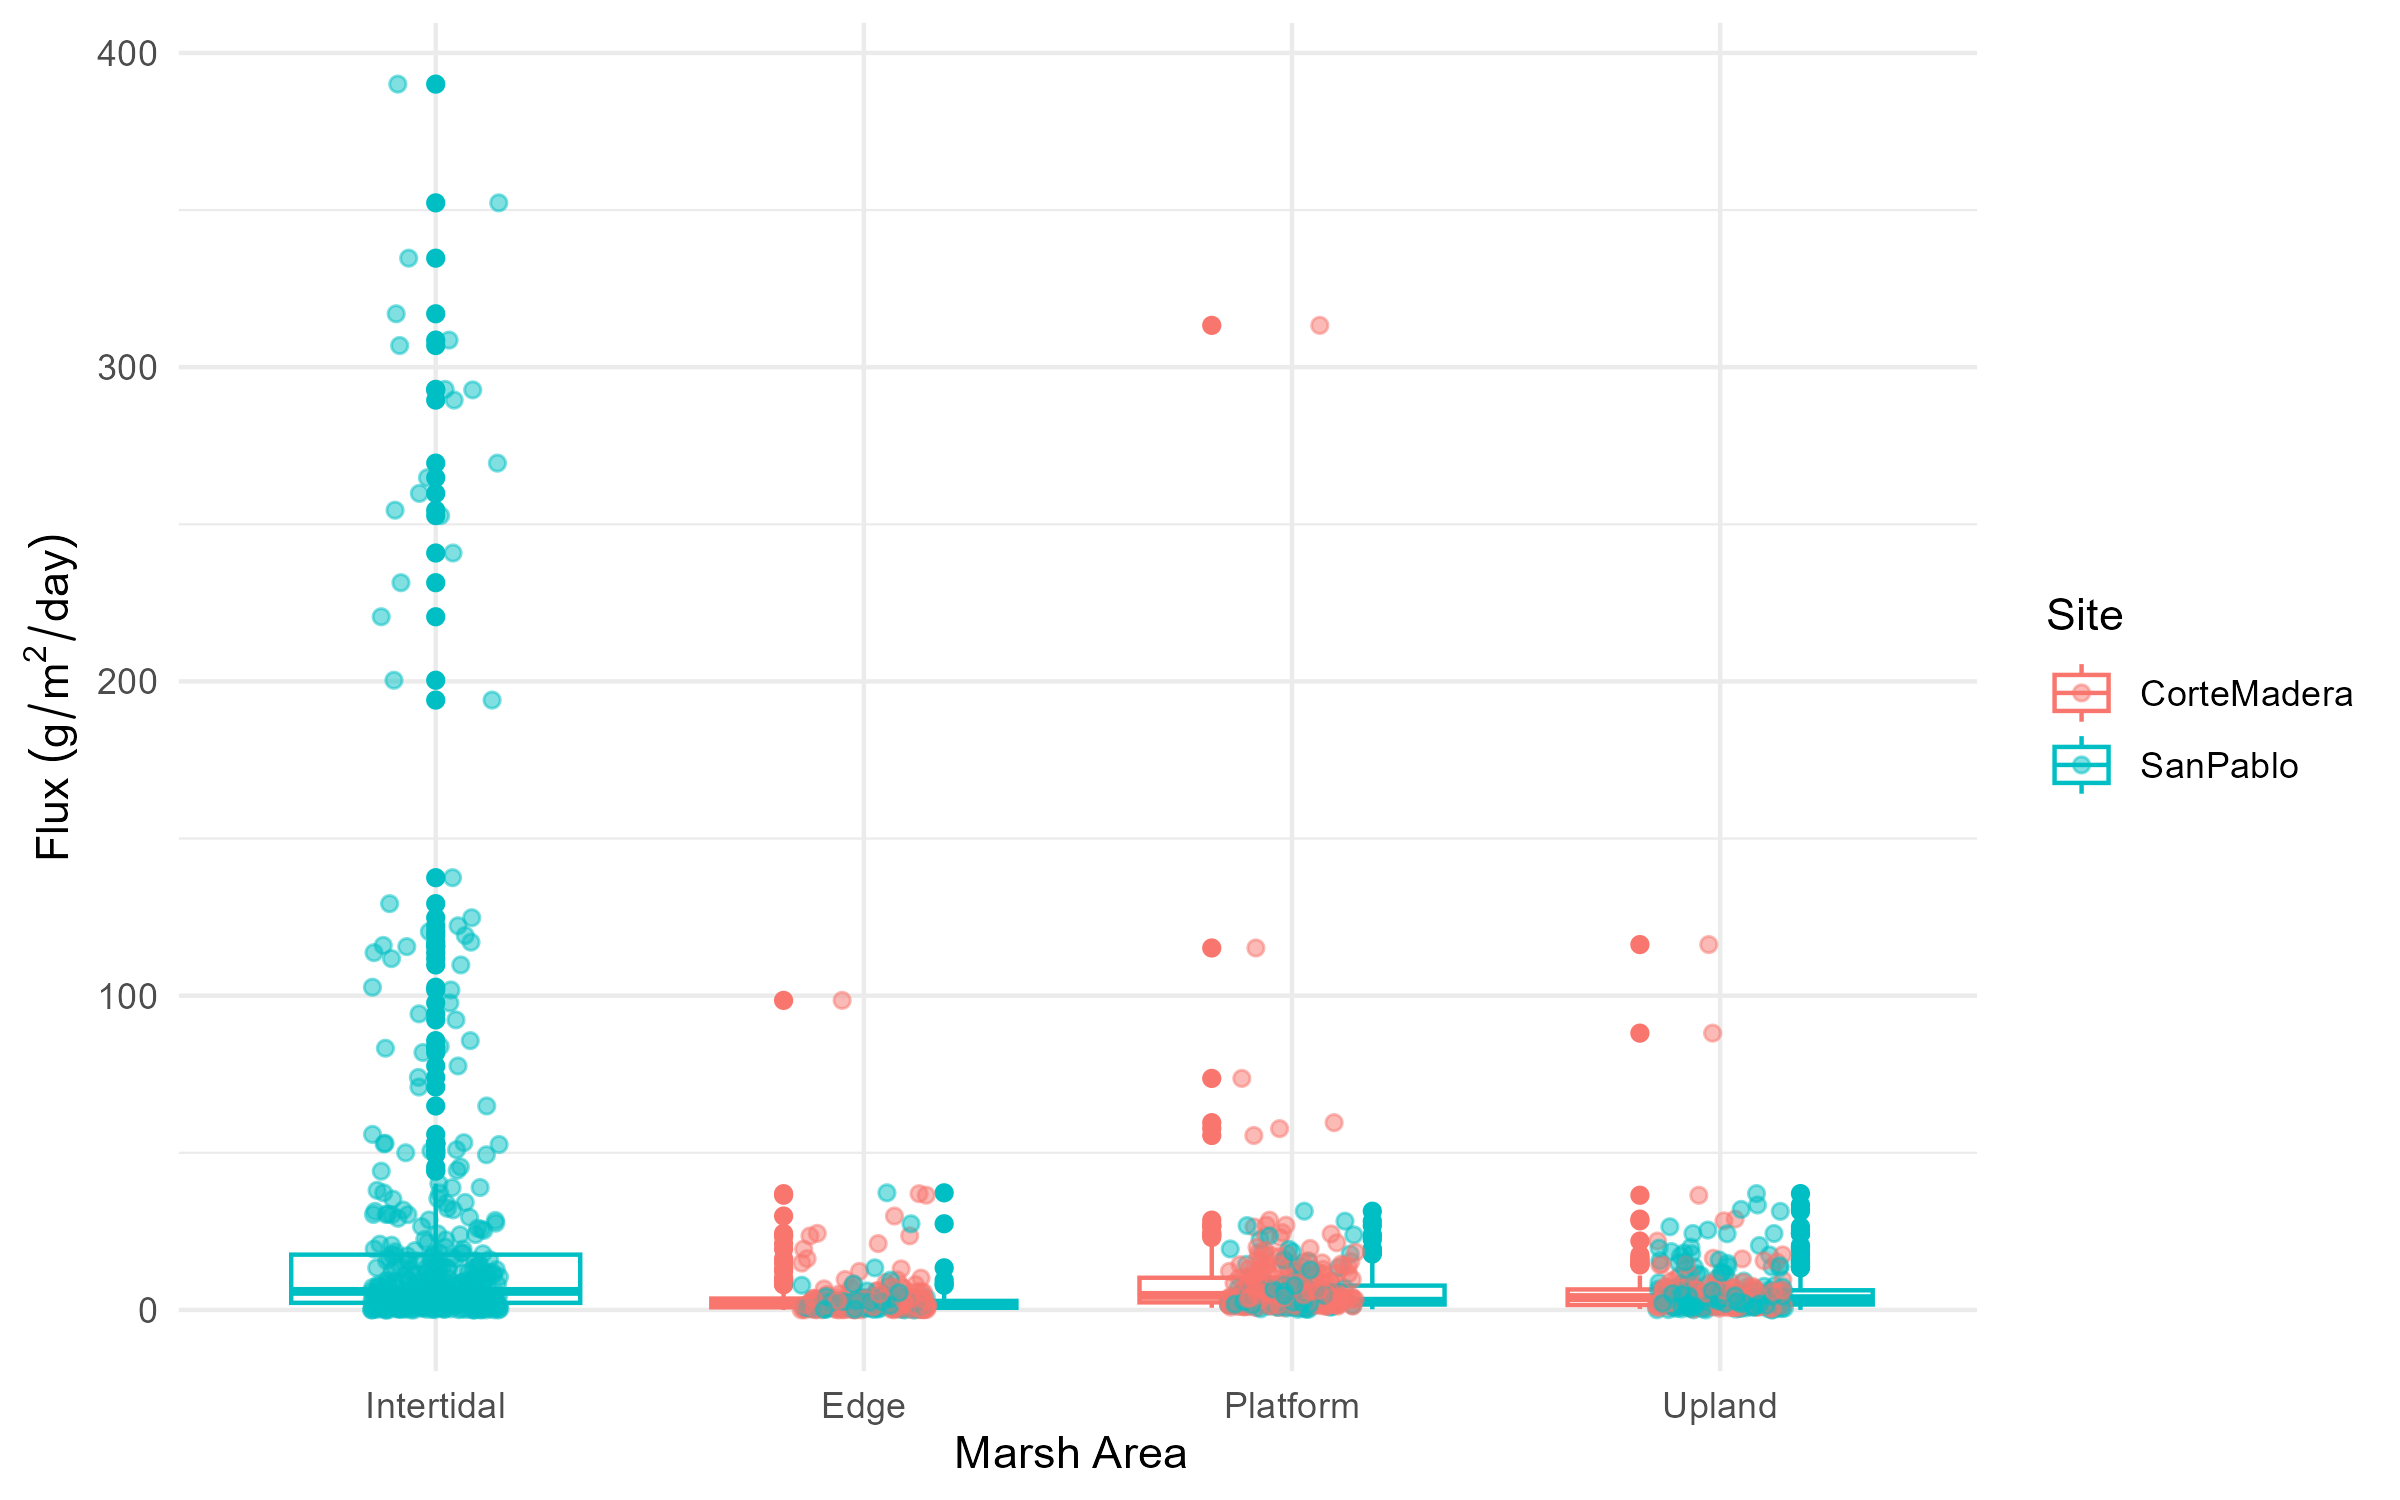 400
300
200
100
0
Flux (g/m²/day)
Intertidal
Edge
Platform
Upland
Marsh Area
Site
CorteMadera
SanPablo